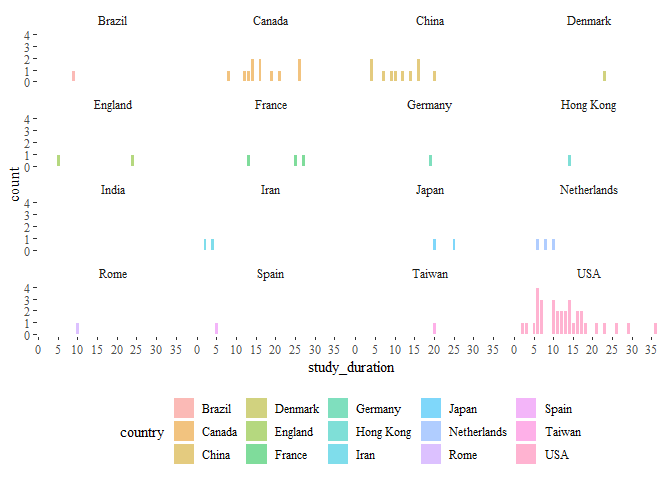 Brazil Canada China Denmark
4
3
2
1
0
England France Germany Hong Kong
4
3
2
1
0
count
India Iran Japan Netherlands
4
3
2
1
0
Rome Spain Taiwan USA
4
3
2
1
0
0 5 10 15 20 25 30 35 0 5 10 15 20 25 30 35 0 5 10 15 20 25 30 35 0 5 10 15 20 25 30 35
study_duration
country
Brazil Denmark Germany Japan Spain
Canada England Hong Kong Netherlands Taiwan
China France Iran Rome USA